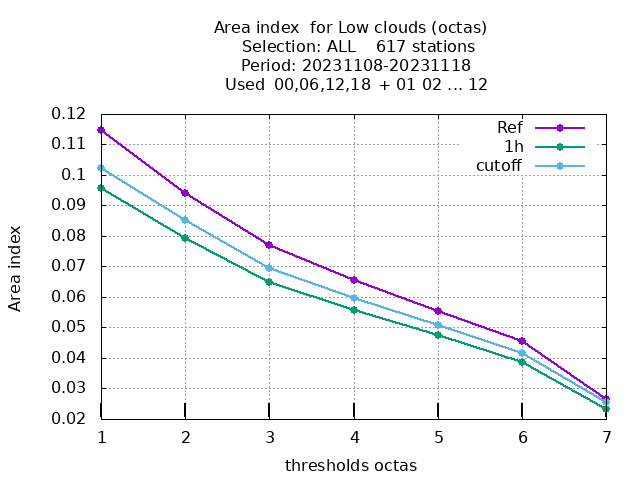 Area index  for Low clouds (octas)
Selection: ALL    617 stations
Period: 20231108-20231118
Used  00,06,12,18  + 01 02 ... 12
0.12
0.11
0.1
0.09
0.08
0.07
0.06
0.05
0.04
0.03
0.02
Area index
Ref
1h
cutoff
1 2 3 4 5 6 7
thresholds octas